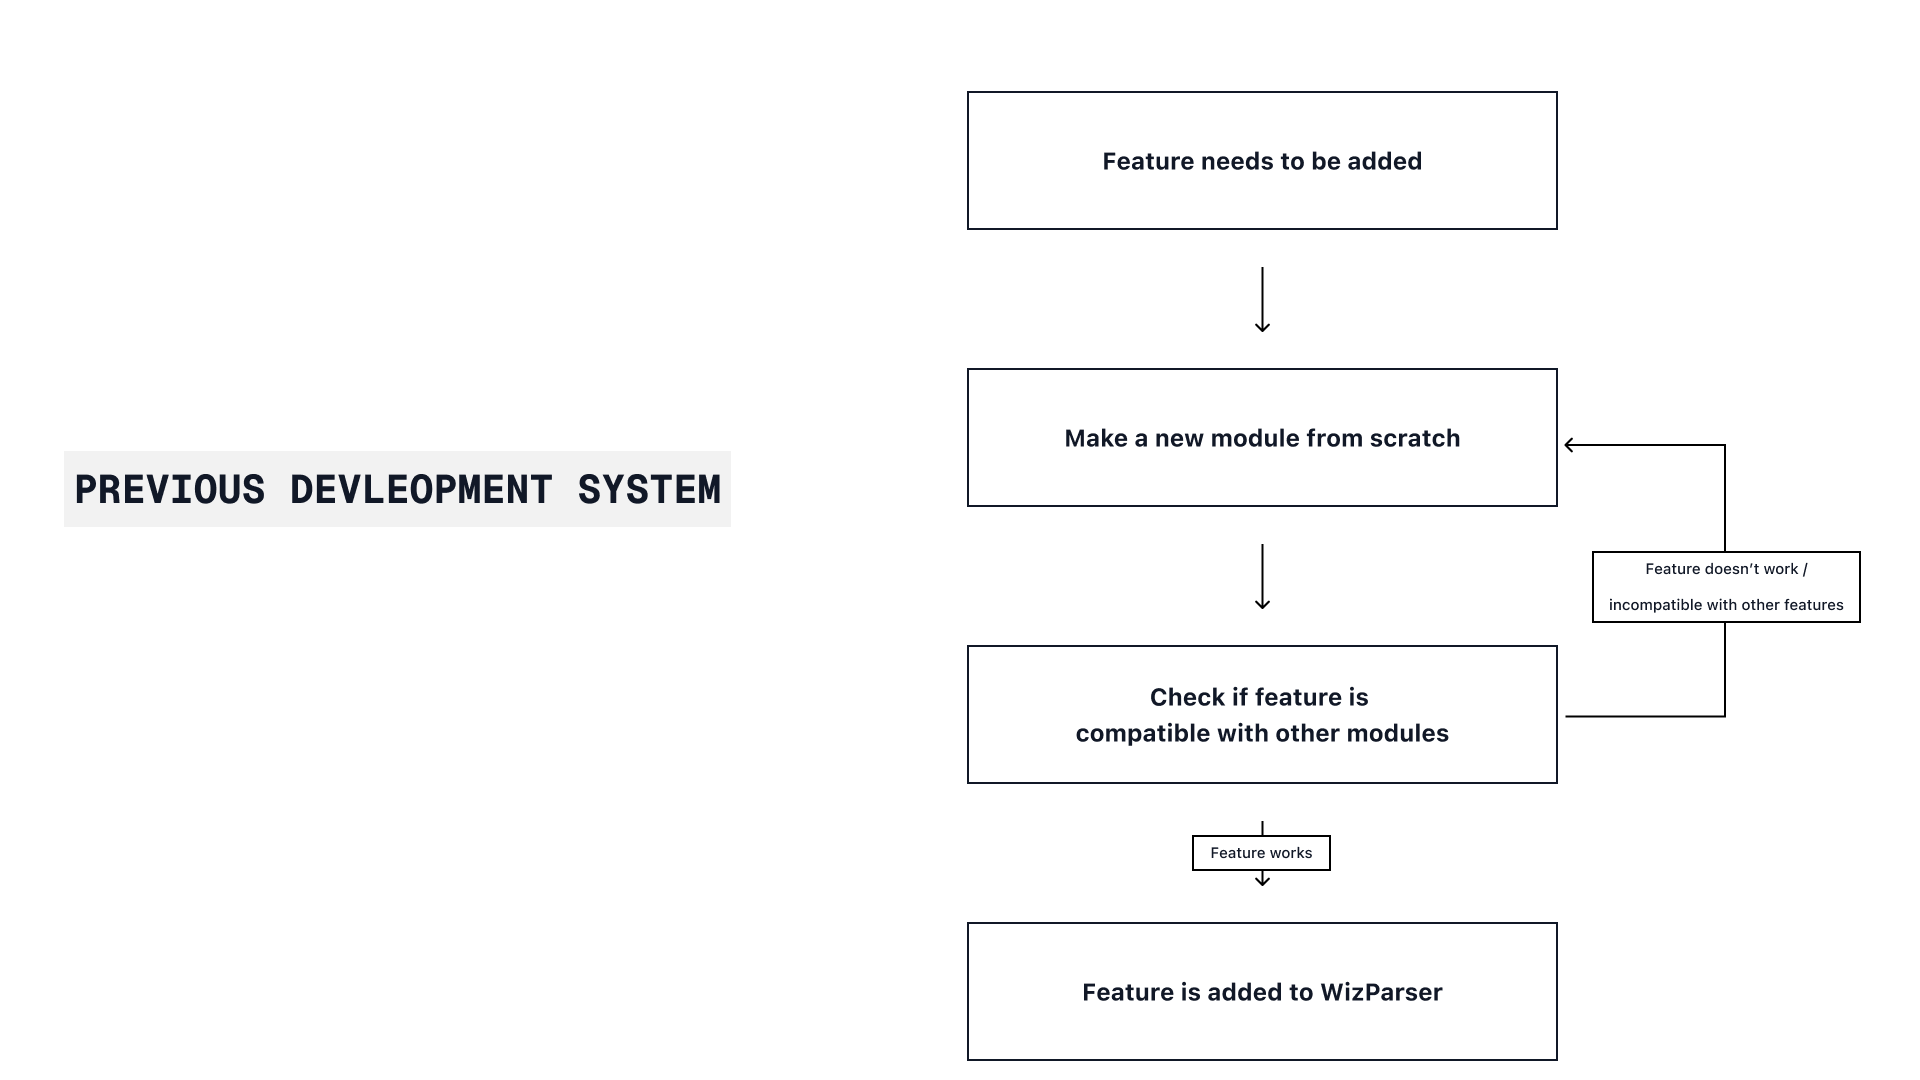 PREVIOUS DEVLEOPMENT SYSTEM
Feature needs to be added
Make a new module from scratch
Feature doesn’t work /
incompatible with other features
Check if feature is
compatible with other modules
Feature works
Feature is added to WizParser